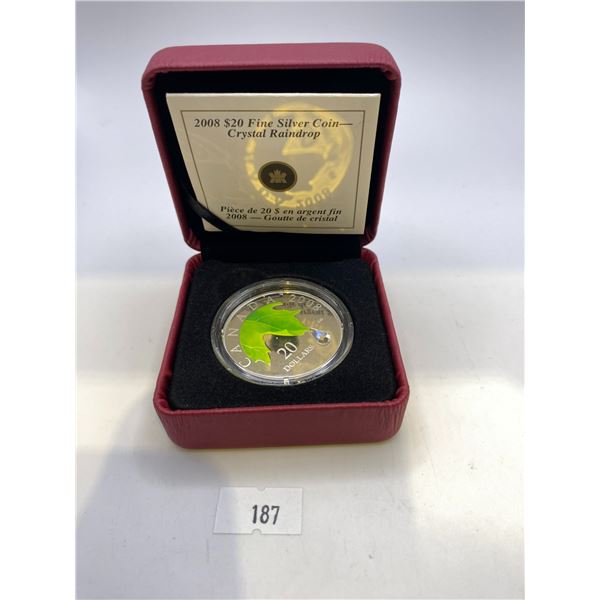 2008 $20 Fine Silver Coin—
Crystal Raindrop
Pièce de 20 $ en argent fin
2008 — Goutte de cristal
CANADA 2008
20
DOLLARS
187